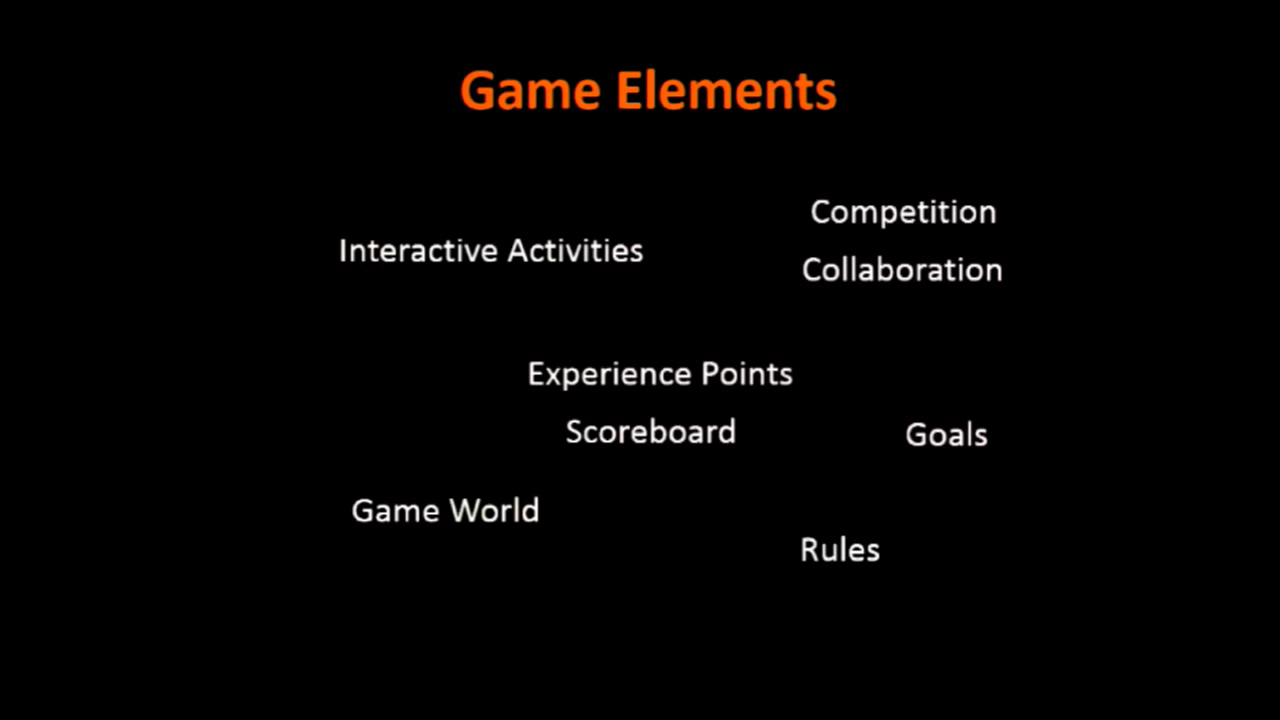 Game Elements
Competition
Interactive Activities
Collaboration
Experience Points
Scoreboard
Goals
Game World
Rules